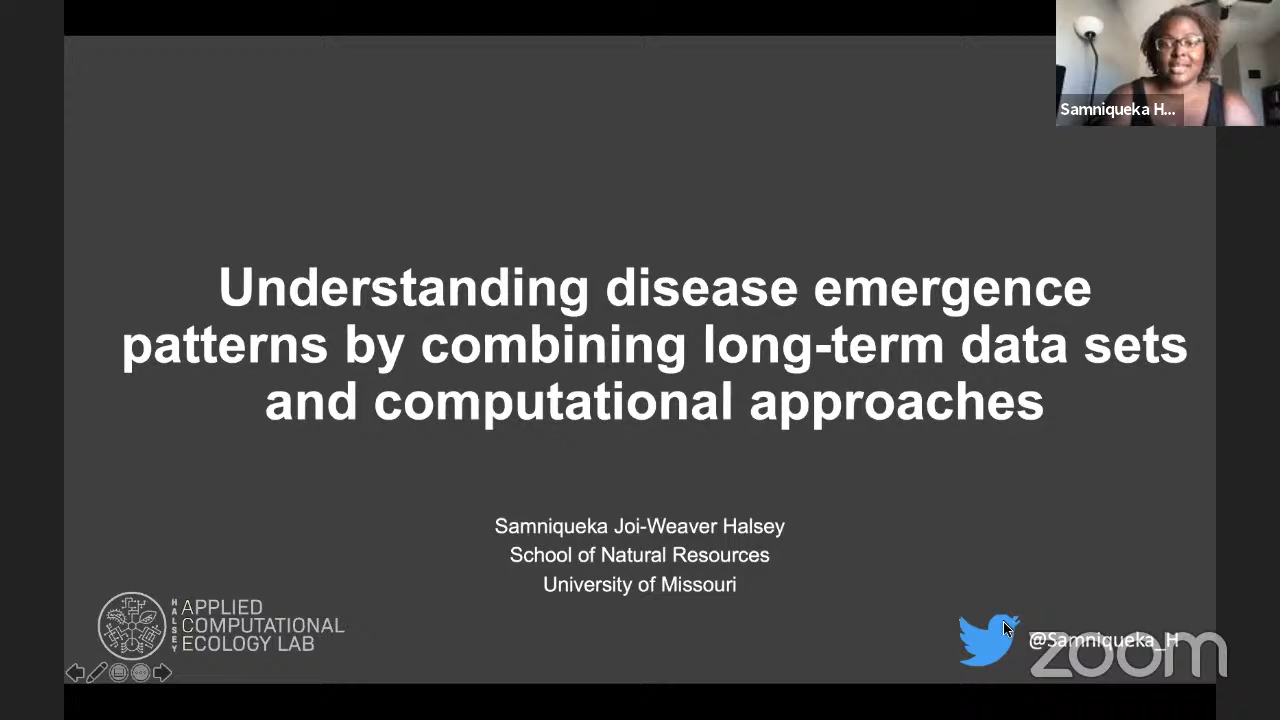 Samniqueka H...
Understanding disease emergence
patterns by combining long-term data sets
and computational approaches
Samniqueka Joi-Weaver Halsey
School of Natural Resources
University of Missouri
HALSEY
APPLIED
COMPUTATIONAL
ECOLOGY LAB
@Samniqueka_H
zoom